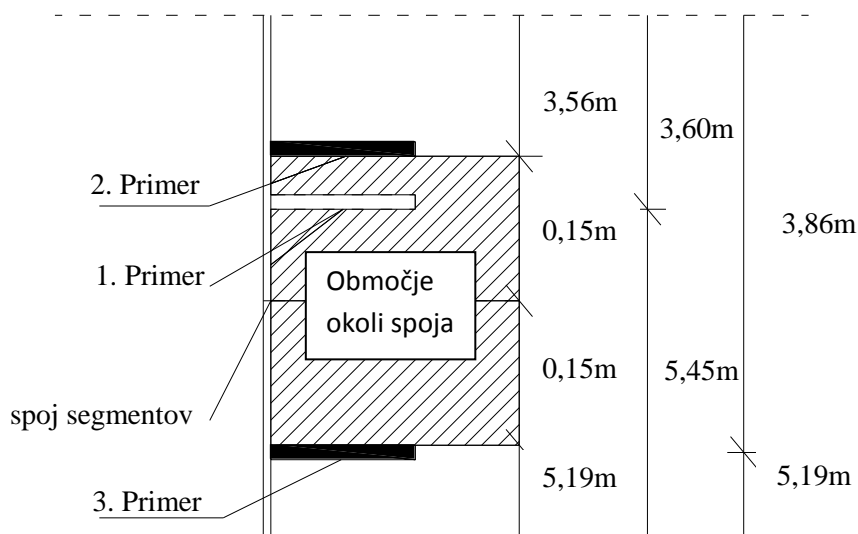 3,56m
3,60m
2. Primer
0,15m
3,86m
1. Primer
Območje
okoli spoja
0,15m
5,45m
spoj segmentov
5,19m
5,19m
3. Primer